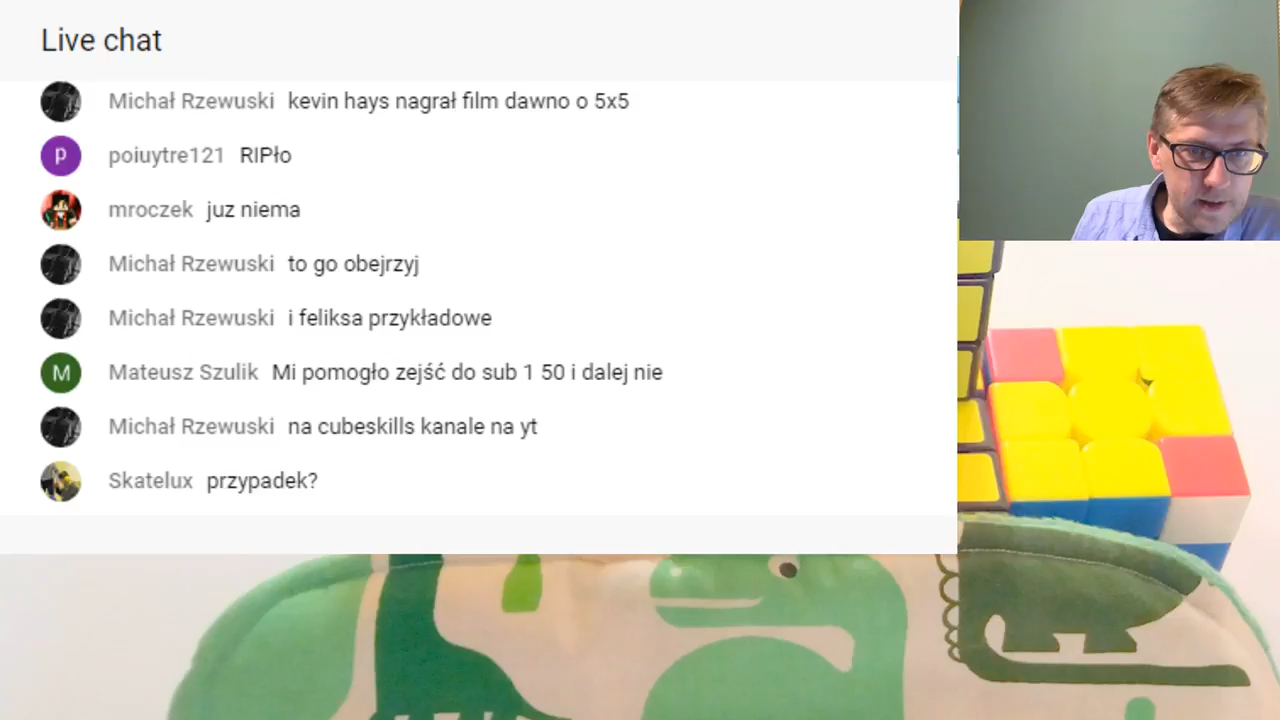 Live chat
Michał Rzewuski kevin hays nagrał film dawno o 5x5
p poiuytre121 RIPło
mroczek juz niema
Michał Rzewuski to go obejrzyj
Michał Rzewuski i feliksa przykładowe
M Mateusz Szulik Mi pomogło zejść do sub 1 50 i dalej nie
Michał Rzewuski na cubeskills kanale na yt
Skatelux przypadek?